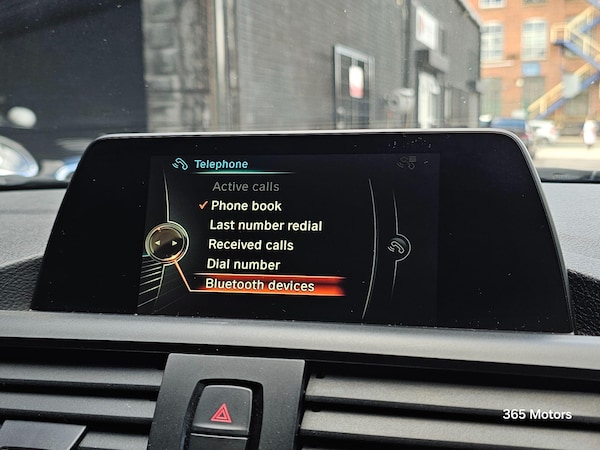 Telephone
Active calls
Phone book
Last number redial
Received calls
Dial number
Bluetooth devices
365 Motors